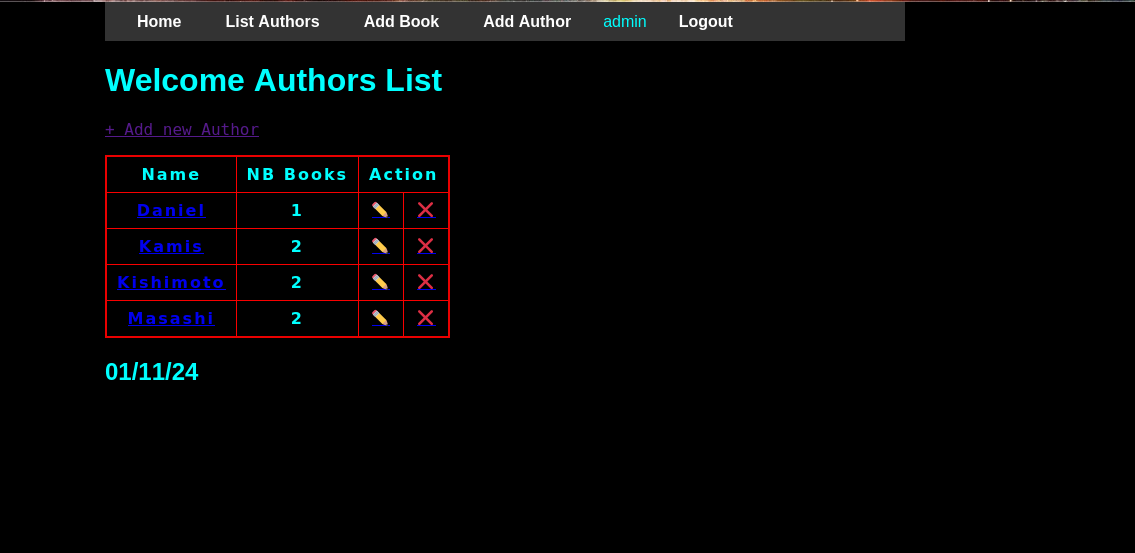 Home List Authors Add Book Add Author admin Logout
Welcome Authors List
+ Add new Author
Name NB Books Action
Daniel 1
Kamis 2
Kishimoto 2
Masashi 2
01/11/24